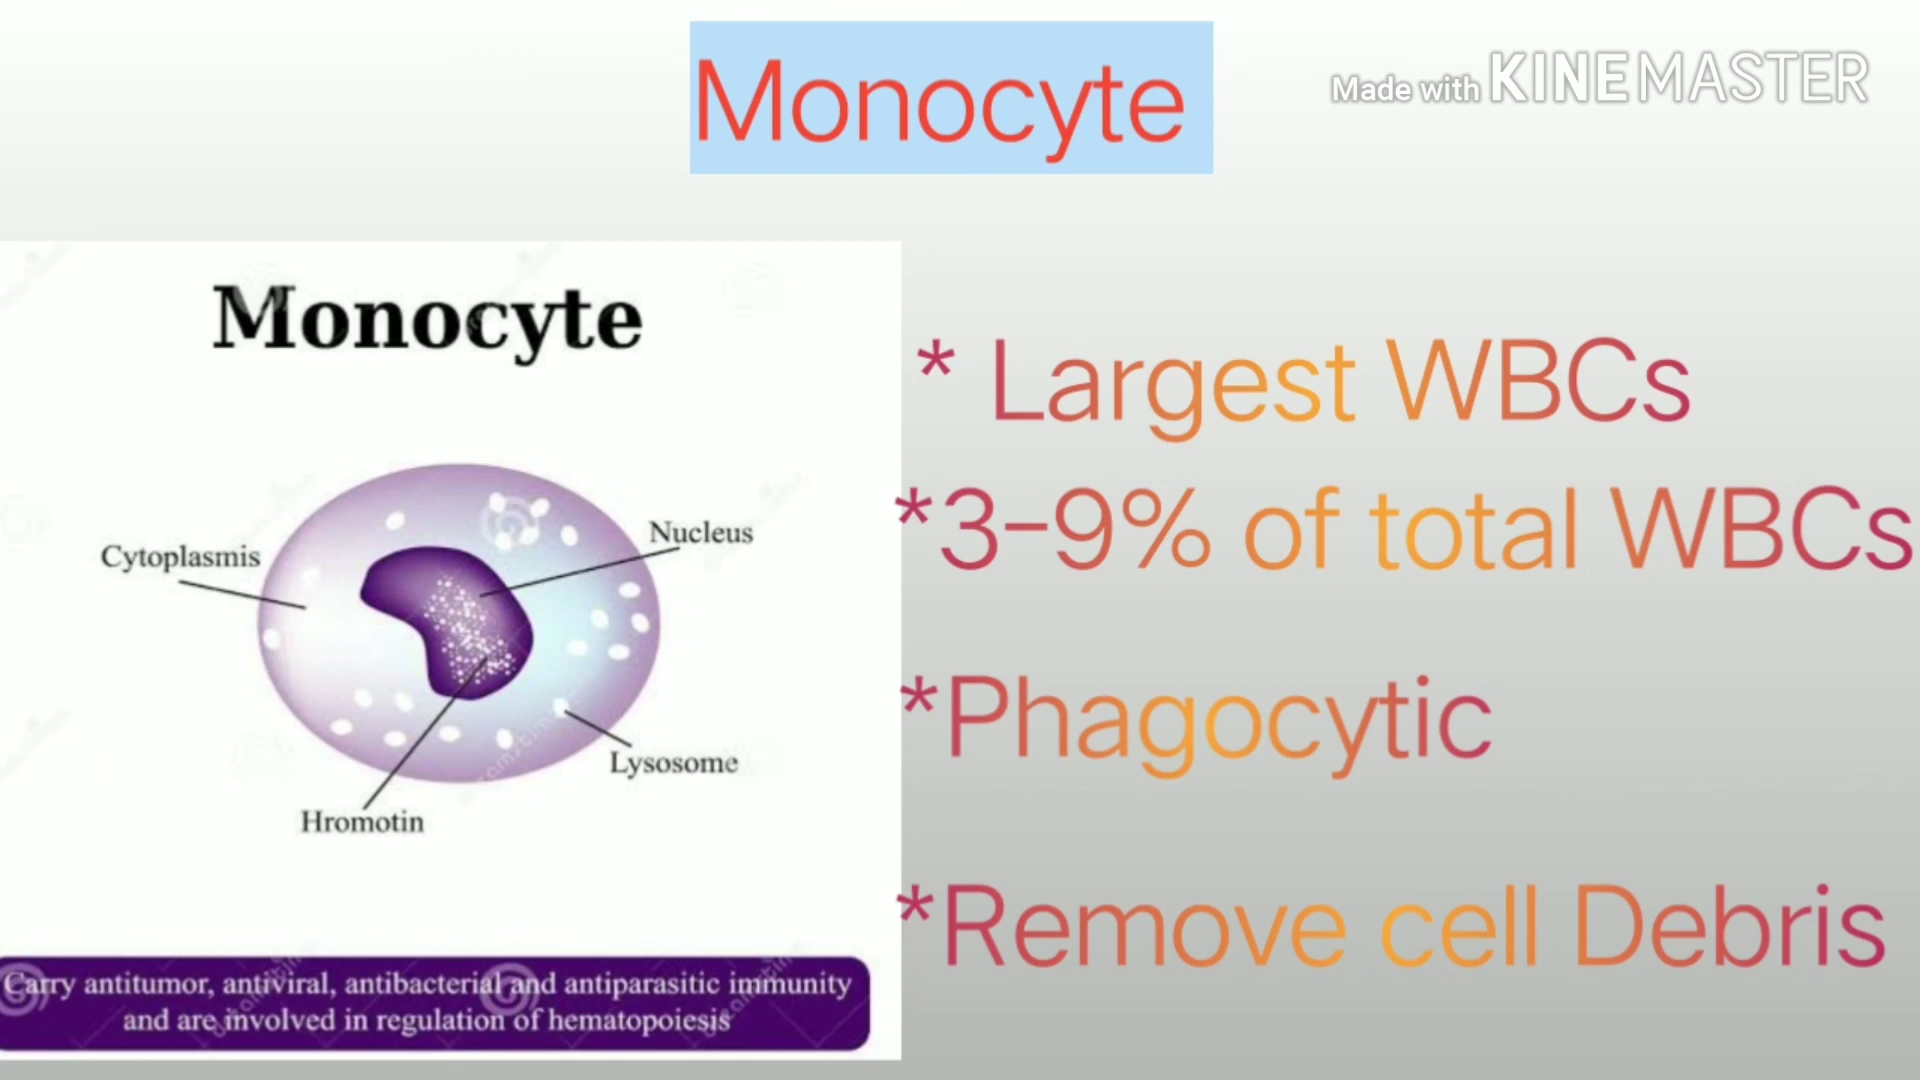 Monocyte
Made with KINEMASTER
Monocyte
Cytoplasmis
Nucleus
Lysosome
Hromotin
Carry antitumor, antiviral, antibacterial and antiparasitic immunity
and are involved in regulation of hematopoiesis
* Largest WBCs
*3-9% of total WBCs
*Phagocytic
*Remove cell Debris